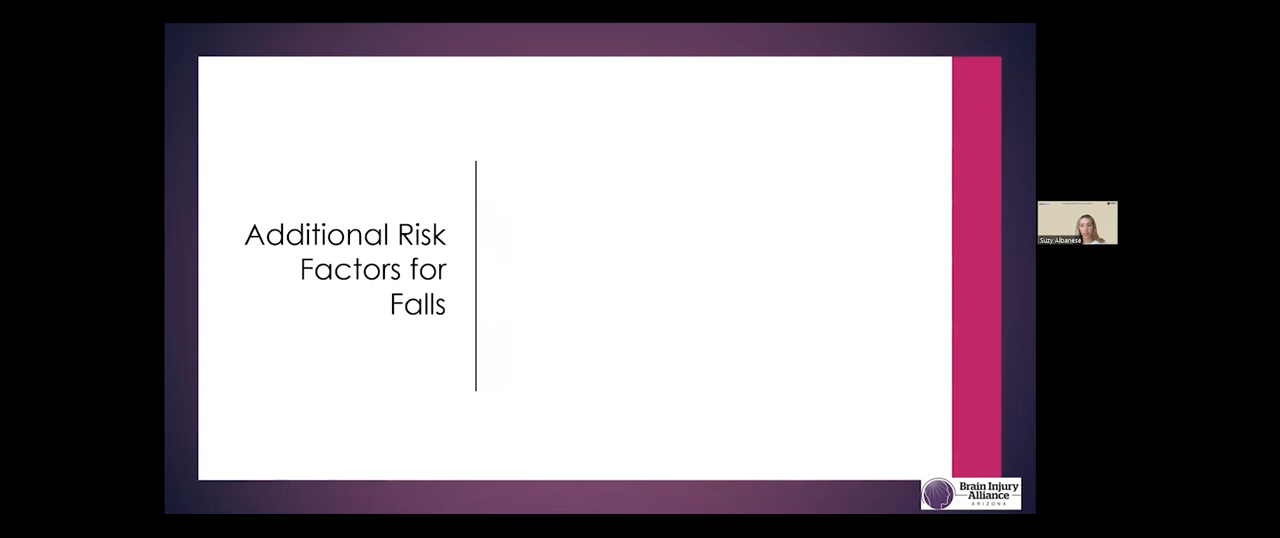 Additional Risk
Factors for
Falls
Suzy Albanese
Brain Injury
Alliance
ARIZONA